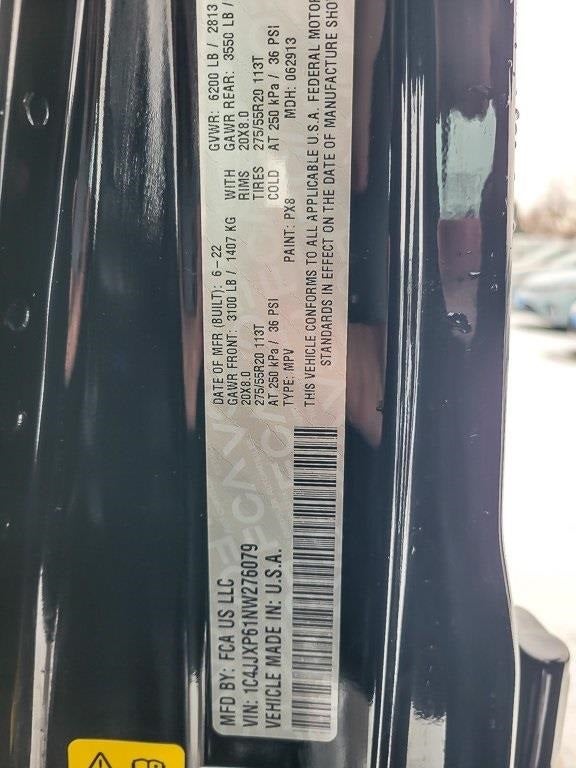 MFD BY: FCA US LLC
VIN: 1C4JJXP61NW276079
VEHICLE MADE IN: U.S.A.
DATE OF MFR (BUILT): 6-22 GVWR: 6200 LB / 2813
GAWR FRONT: 3100 LB / 1407 KG WITH GAWR REAR: 3550 LB /
20X8.0 RIMS 20X8.0
275/55R20 113T TIRES 275/55R20 113T
AT 250 kPa / 36 PSI COLD AT 250 kPa / 36 PSI
TYPE: MPV PAINT: PX8 MDH: 062913
THIS VEHICLE CONFORMS TO ALL APPLICABLE U.S.A. FEDERAL MOTOR
STANDARDS IN EFFECT ON THE DATE OF MANUFACTURE SHO